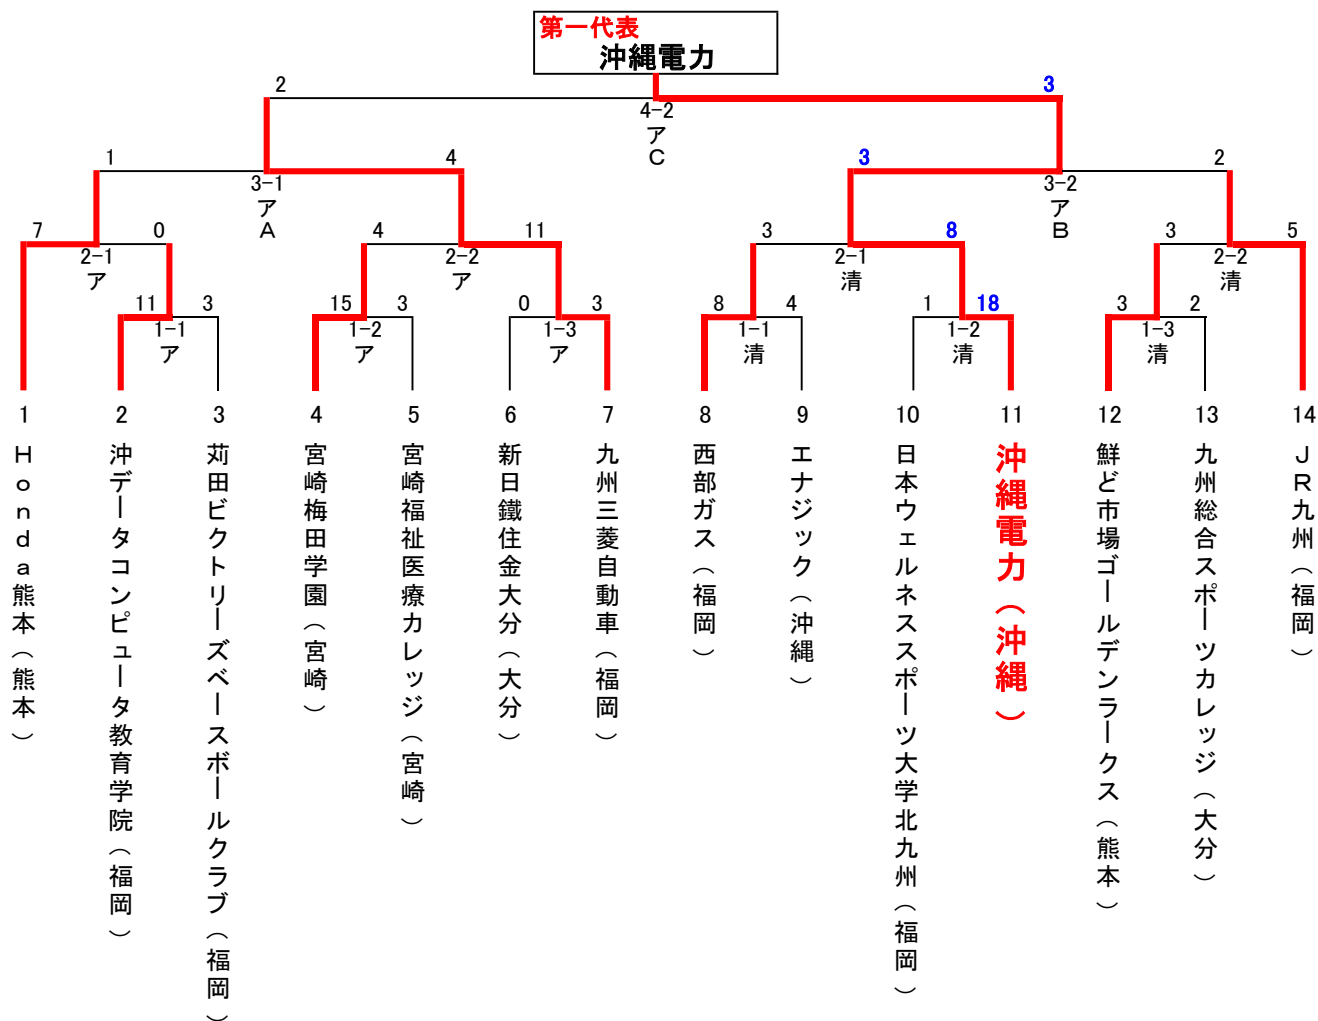 第一代表
沖縄電力
2
3
4-2
ア
C
1
4
3
2
3-1
ア
A
3-2
ア
B
7
0
4
11
3
8
3
5
2-1
ア
2-2
ア
2-1
清
2-2
清
11
3
15
3
0
3
8
4
1
18
3
2
1-1
ア
1-2
ア
1-3
ア
1-1
清
1-2
清
1-3
清
1
2
3
4
5
6
7
8
9
10
11
12
13
14
Honda熊本(熊本)
沖データコンピュータ教育学院(福岡)
苅田ビクトリーズベースボールクラブ(福岡)
宮崎梅田学園(宮崎)
宮崎福祉医療カレッジ(宮崎)
新日鐵住金大分(大分)
九州三菱自動車(福岡)
西部ガス(福岡)
エナジック(沖縄)
日本ウェルネススポーツ大学北九州(福岡)
沖縄電力(沖縄)
鮮ど市場ゴールデンラークス(熊本)
九州総合スポーツカレッジ(大分)
JR九州(福岡)